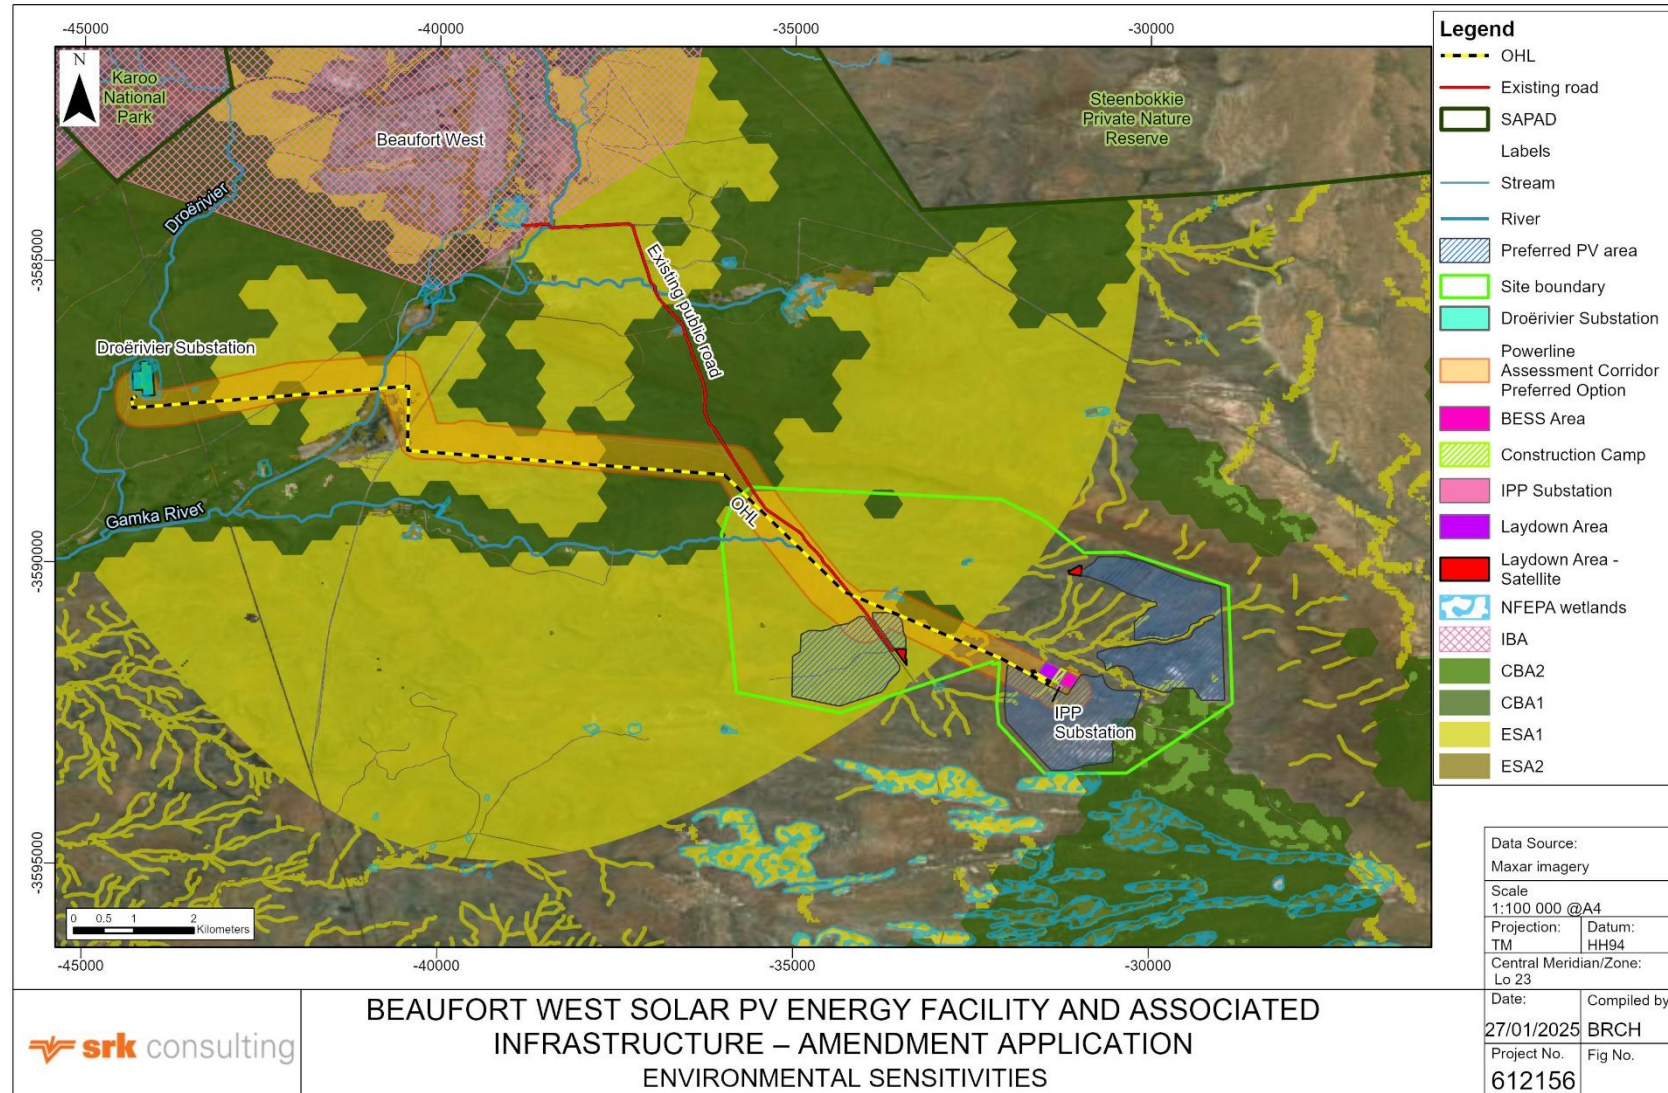 -45000
-40000
-35000
-30000
N
Karoo
National
Park
Beaufort West
Steenbokkie
Private Nature
Reserve
Droërivier
-3585000
Existing public road
Droërivier Substation
OHL
Gamka River
-3590000
IPP
Substation
-3595000
0 0.5 1 2
Kilometers
-45000
-40000
-35000
-30000
Legend
OHL
Existing road
SAPAD
Labels
Stream
River
Preferred PV area
Site boundary
Droërivier Substation
Powerline
Assessment Corridor
Preferred Option
BESS Area
Construction Camp
IPP Substation
Laydown Area
Laydown Area -
Satellite
NFEPA wetlands
IBA
CBA2
CBA1
ESA1
ESA2
Data Source:
Maxar imagery
Scale
1:100 000 @A4
Projection: Datum:
TM HH94
Central Meridian/Zone:
Lo 23
Date: Compiled by
27/01/2025 BRCH
Project No. Fig No.
612156
srk consulting
BEAUFORT WEST SOLAR PV ENERGY FACILITY AND ASSOCIATED
INFRASTRUCTURE – AMENDMENT APPLICATION
ENVIRONMENTAL SENSITIVITIES